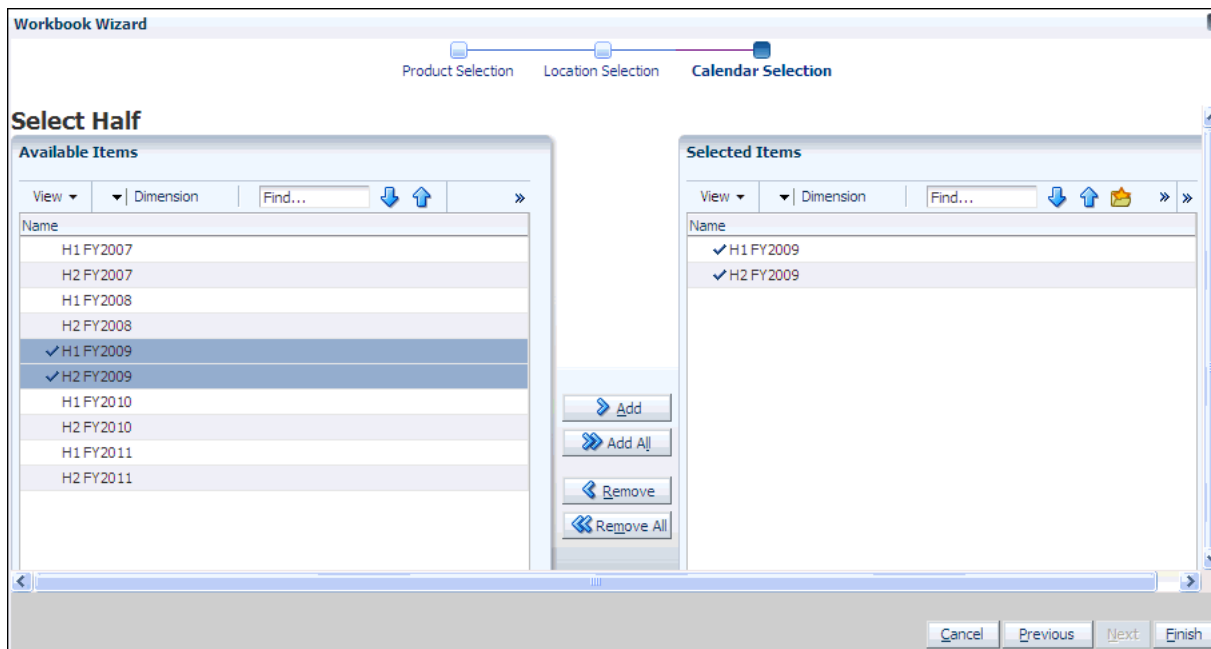 Workbook Wizard
Product Selection
Location Selection
Calendar Selection
Select Half
Available Items
View
Dimension
Find...
»
Name
H1 FY2007
H2 FY2007
H1 FY2008
H2 FY2008
H1 FY2009
H2 FY2009
H1 FY2010
H2 FY2010
H1 FY2011
H2 FY2011
Add
Add All
Remove
Remove All
Selected Items
View
Dimension
Find...
» »
Name
H1 FY2009
H2 FY2009
Cancel
Previous
Next
Finish